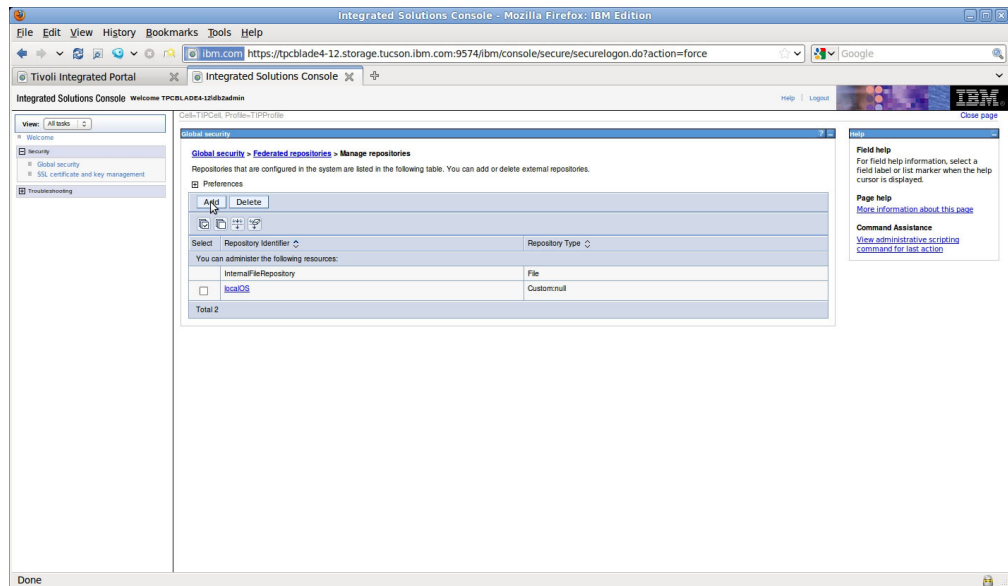 Integrated Solutions Console - Mozilla Firefox: IBM Edition
File Edit View History Bookmarks Tools Help
ibm.com https://tpcblade4-12.storage.tucson.ibm.com:9574/ibm/console/secure/securelogon.do?action=force
Google
Tivoli Integrated Portal
Integrated Solutions Console
Integrated Solutions Console Welcome TPCBLADE4-12\db2admin
Help | Logout
IBM.
Cell=TIPCell, Profile=TIPProfile
Close page
View: All tasks
Welcome
Security
Global security
SSL certificate and key management
Troubleshooting
Global security
?
Global security > Federated repositories > Manage repositories
Repositories that are configured in the system are listed in the following table. You can add or delete external repositories.
Preferences
Add Delete
Select Repository Identifier Repository Type
You can administer the following resources:
InternalFileRepository File
localOS Custom:null
Total 2
Help
Field help
For field help information, select a
field label or list marker when the help
cursor is displayed.
Page help
More information about this page
Command Assistance
View administrative scripting
command for last action
Done